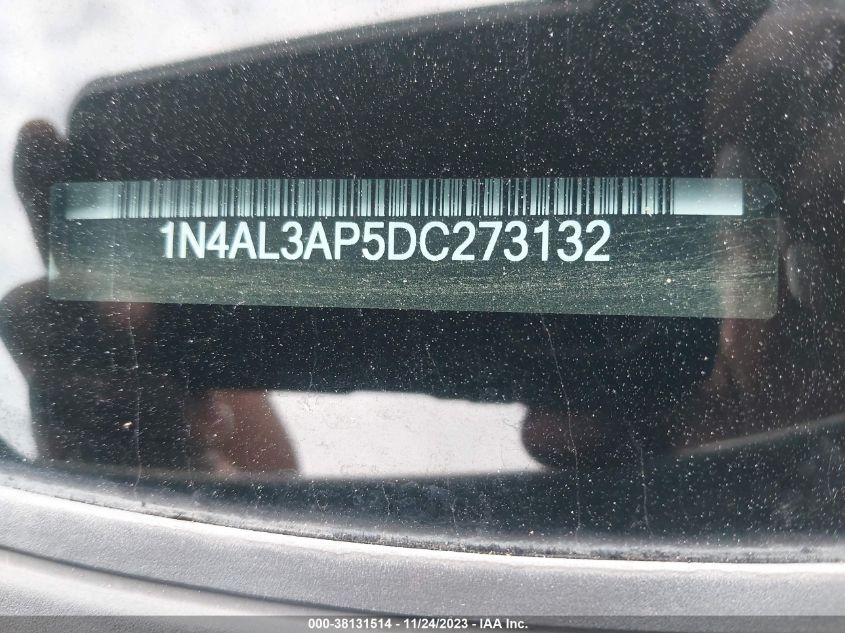 1N4AL3AP5DC273132
000-38131514 - 11/24/2023 - IAA Inc.